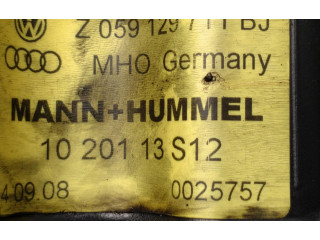 Z 059 129 711 BJ
MHO Germany
MANN+HUMMEL
10 201 13 S12
4.09.08 0025757